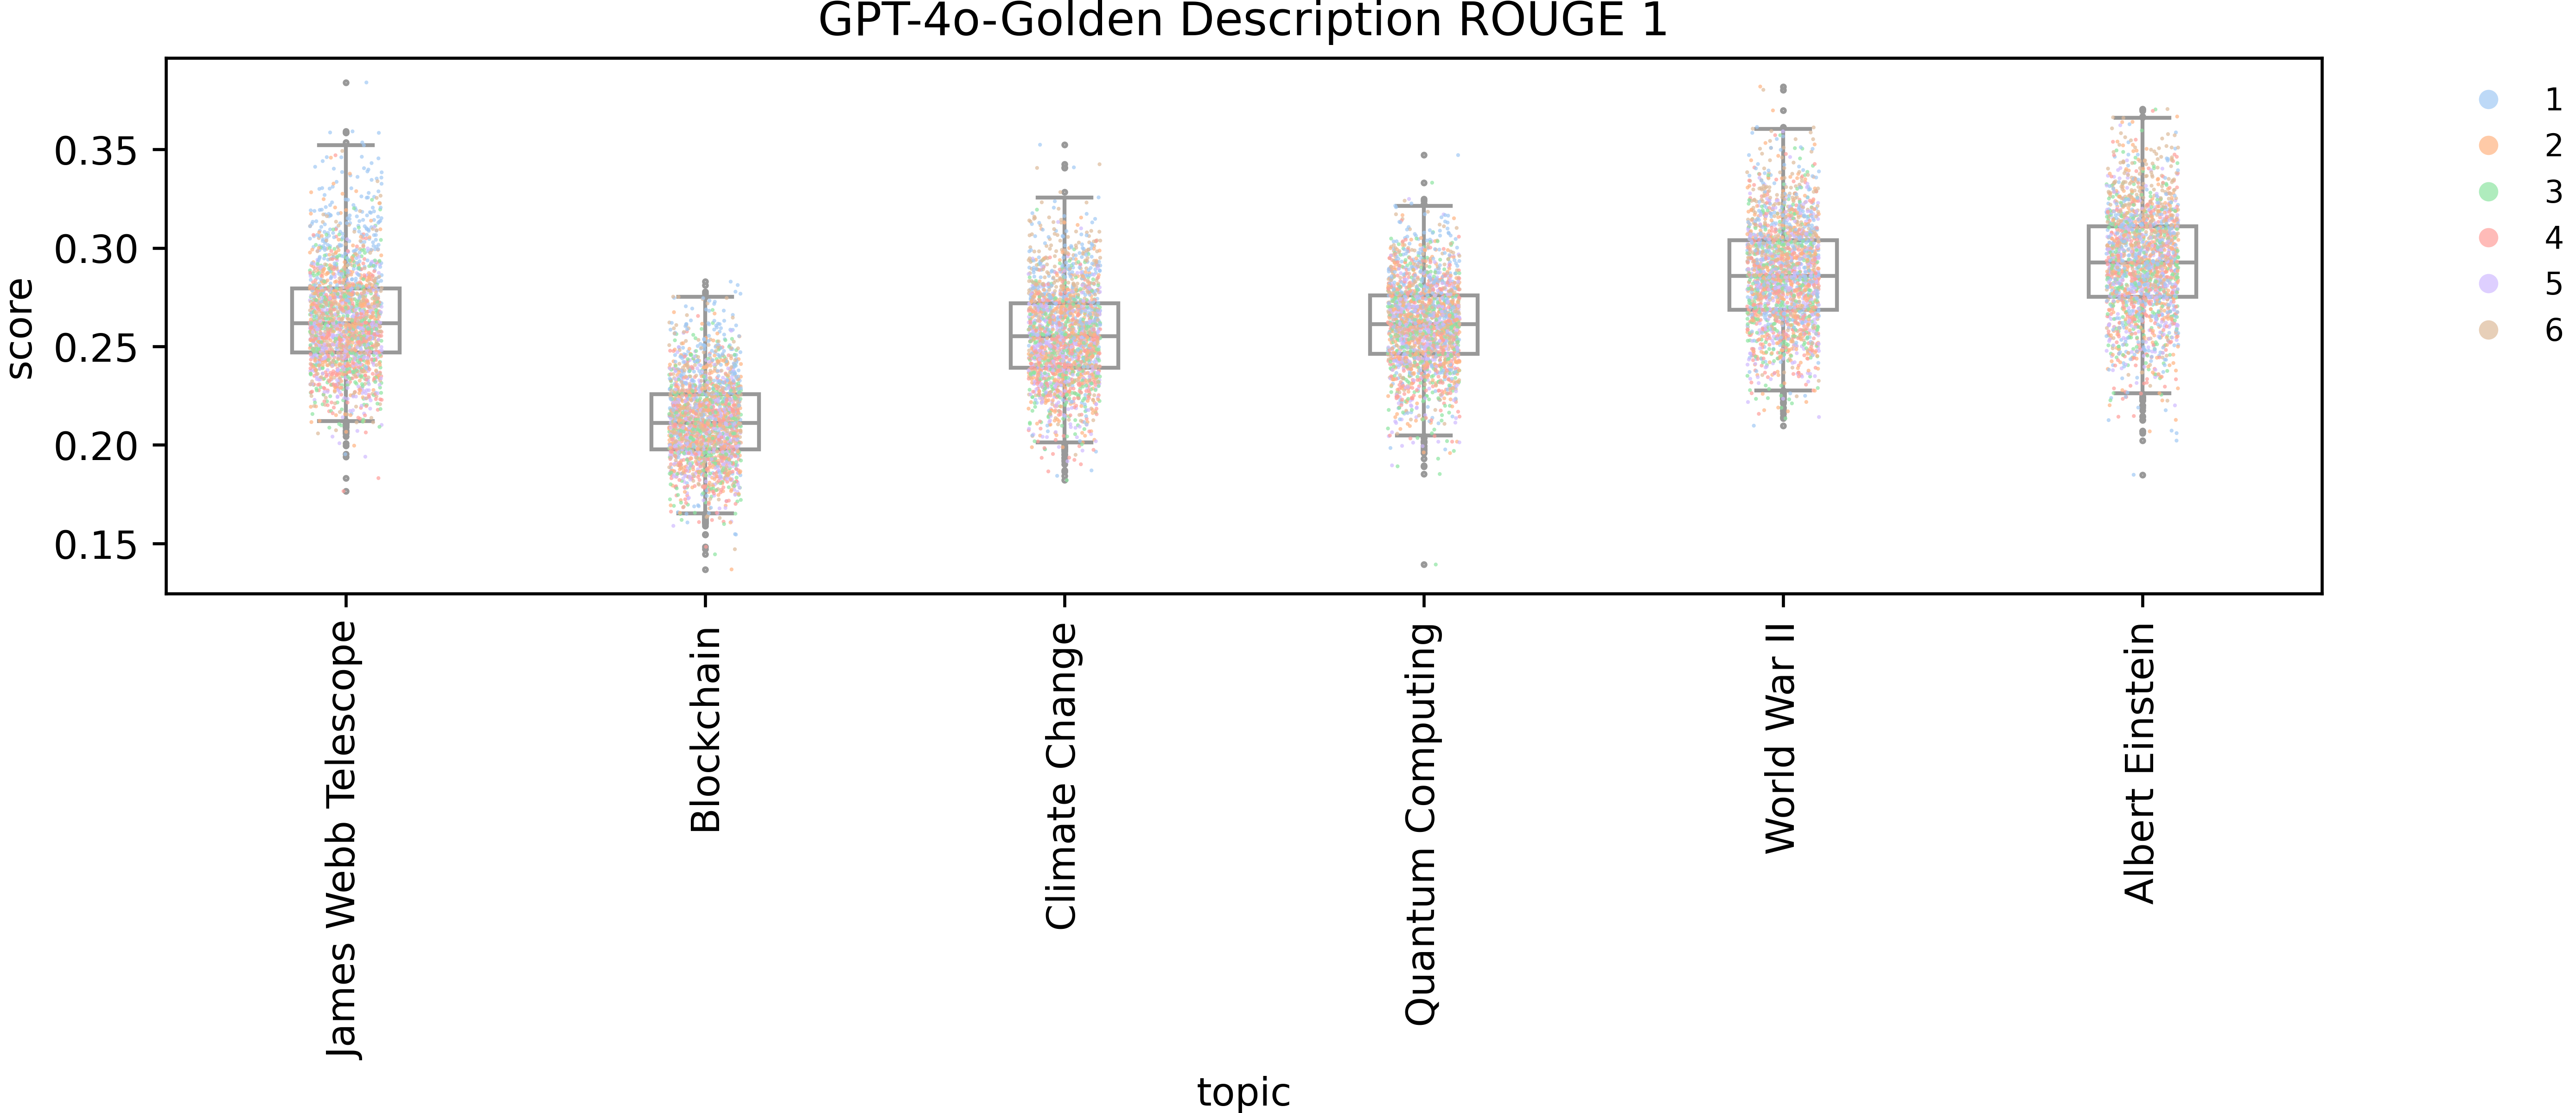 GPT-4o-Golden Description ROUGE 1
score
0.35
0.30
0.25
0.20
0.15
James Webb Telescope
Blockchain
Climate Change
Quantum Computing
World War II
Albert Einstein
topic
1
2
3
4
5
6